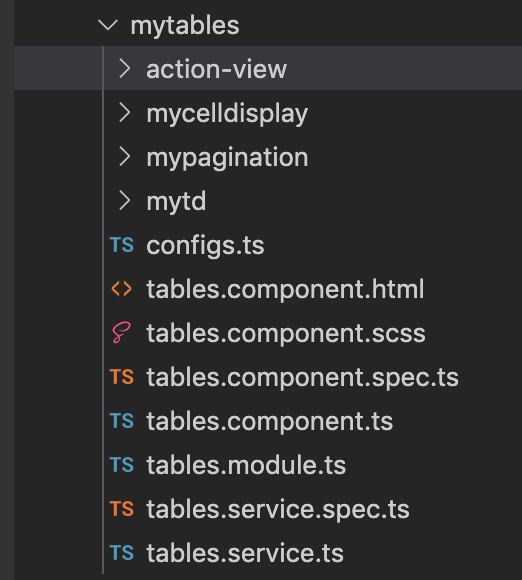 mytables
action-view
mycelldisplay
mypagination
mytd
TS configs.ts
<> tables.component.html
tables.component.scss
TS tables.component.spec.ts
TS tables.component.ts
TS tables.module.ts
TS tables.service.spec.ts
TS tables.service.ts